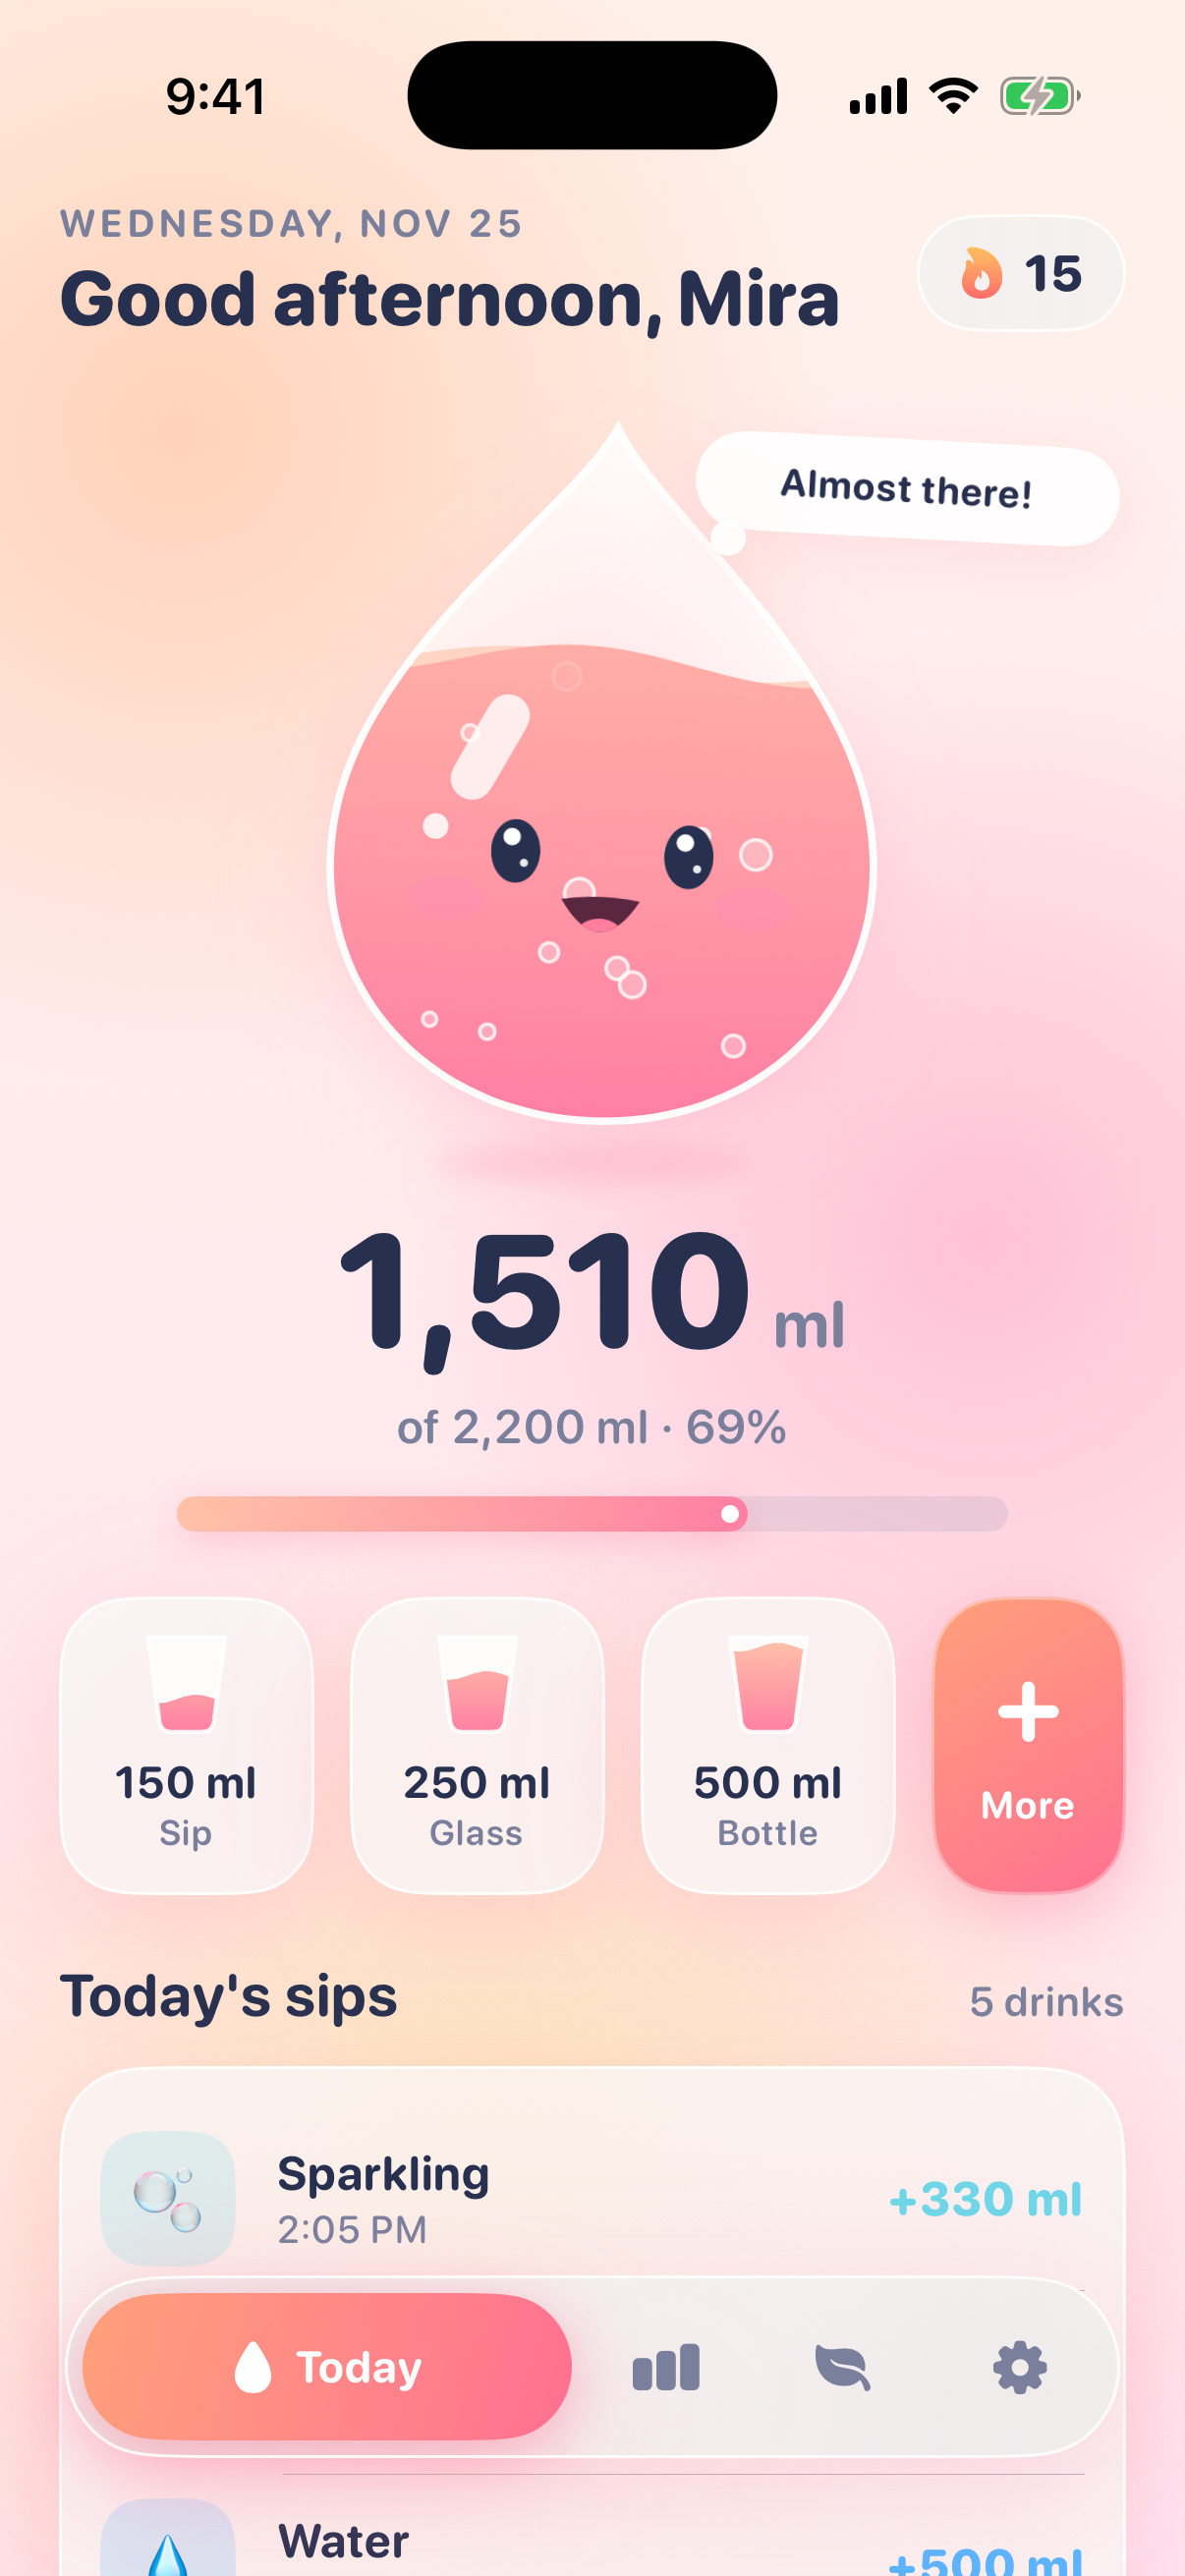 9:41
WEDNESDAY, NOV 25
Good afternoon, Mira
15
Almost there!
1,510 ml
of 2,200 ml · 69%
150 ml
Sip
250 ml
Glass
500 ml
Bottle
More
Today's sips
5 drinks
Sparkling
2:05 PM
+330 ml
Today
Water
+500 ml